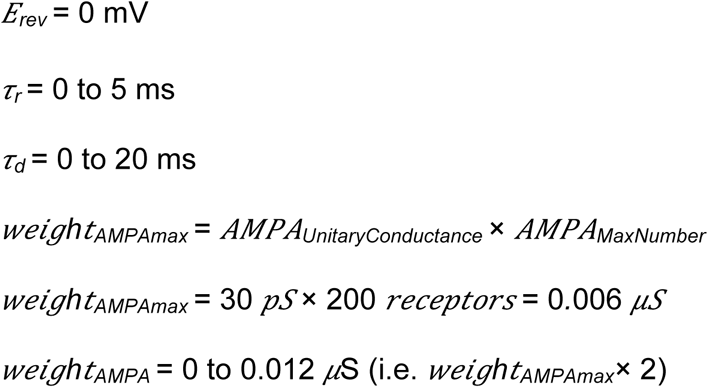 E_rev = 0 mV
τ_r = 0 to 5 ms
τ_d = 0 to 20 ms
weight_AMPAmax = AMPA_UnitaryConductance × AMPA_MaxNumber
weight_AMPAmax = 30 pS × 200 receptors = 0.006 μS
weight_AMPA = 0 to 0.012 μS (i.e. weight_AMPAmax × 2)